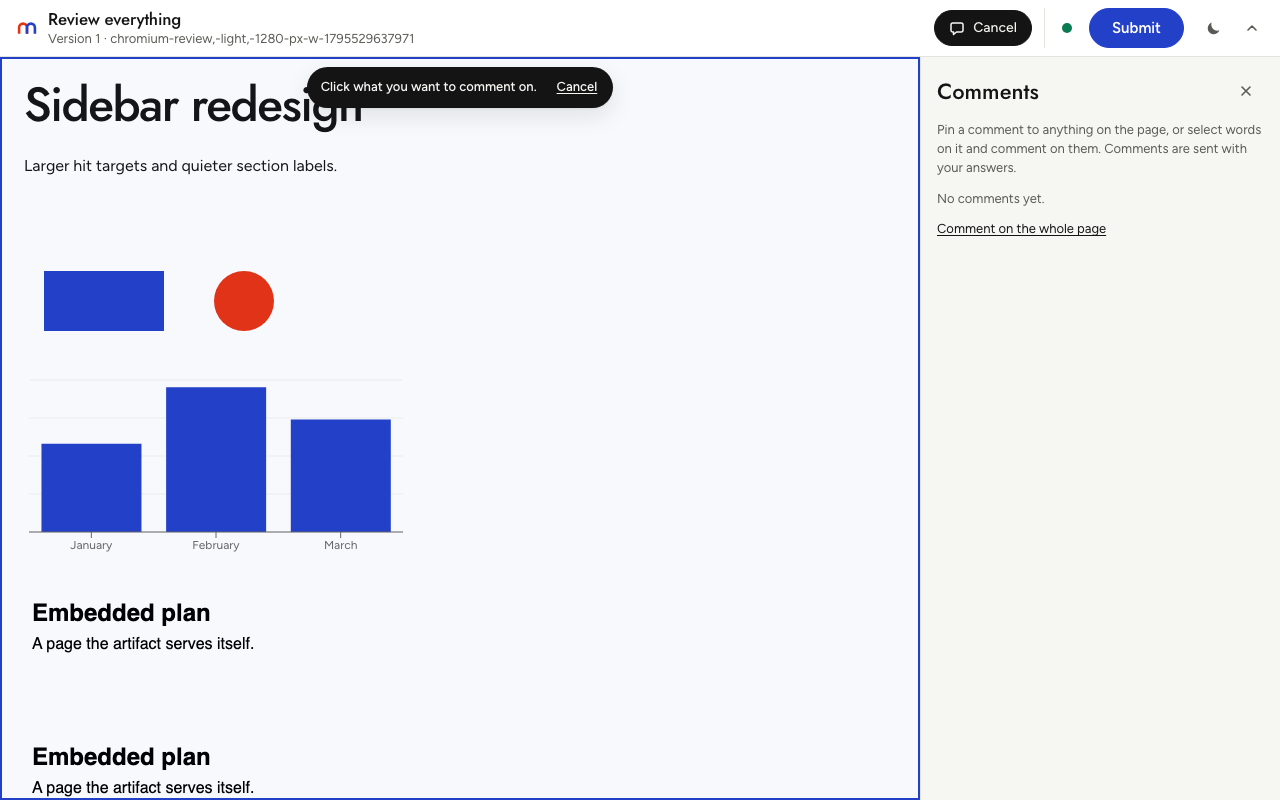 Review everything
Version 1 · chromium-review,-light,-1280-px-w-1795529637971
Cancel
Submit
Click what you want to comment on. Cancel
Sidebar redesign
Larger hit targets and quieter section labels.
January
February
March
Embedded plan
A page the artifact serves itself.
Embedded plan
A page the artifact serves itself.
Comments
Pin a comment to anything on the page, or select words
on it and comment on them. Comments are sent with
your answers.
No comments yet.
Comment on the whole page